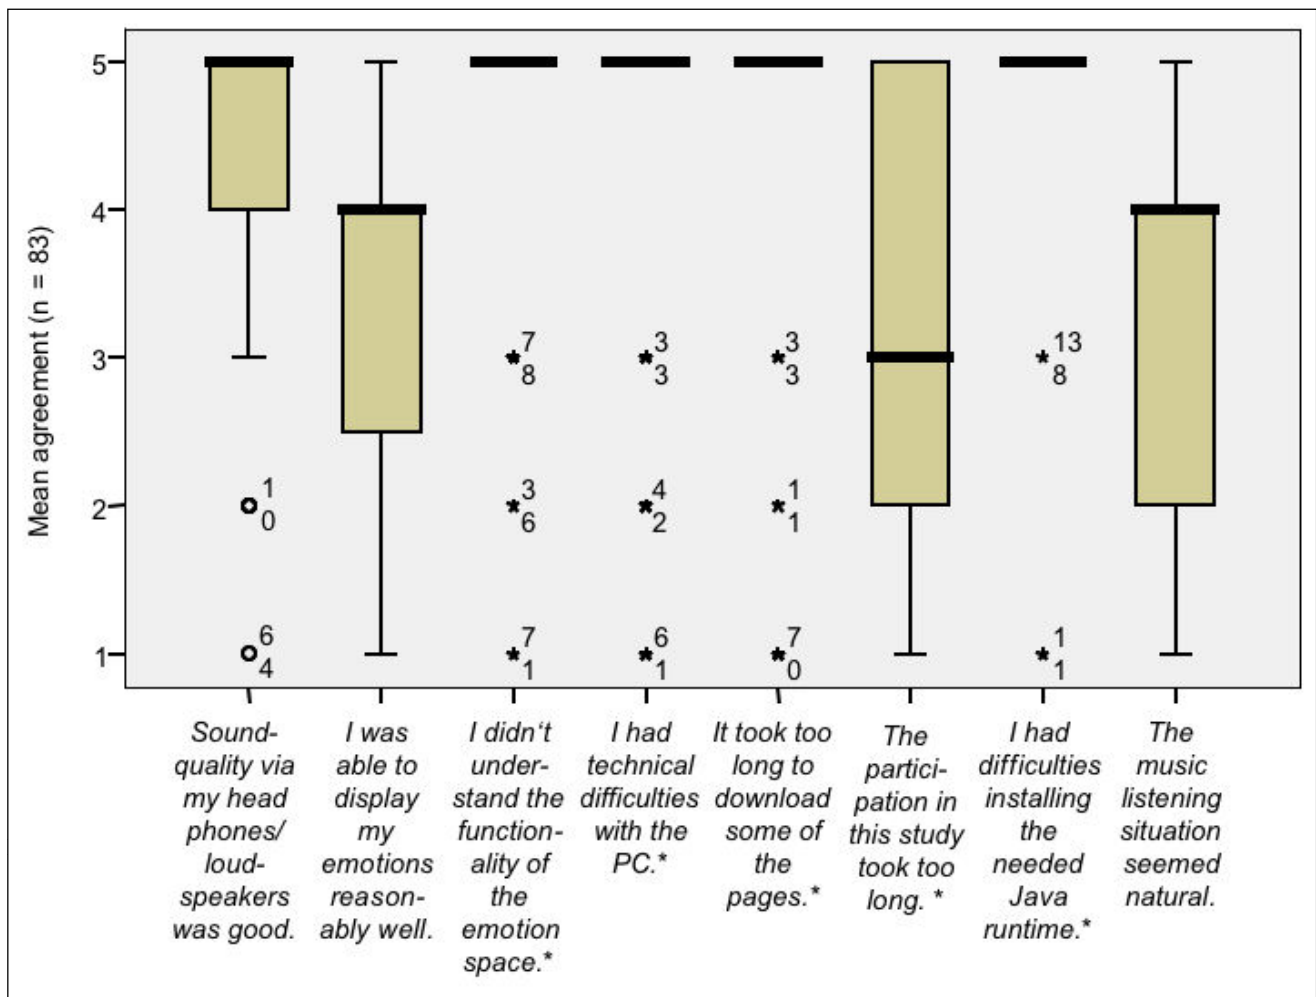 Mean agreement (n = 83)
5
4
3
2
1
1
0
6
4
7
8
3
6
7
1
3
3
4
2
6
1
3
3
1
1
7
0
13
8
1
1
Sound-
quality via
my head
phones/
loud-
speakers
was good.
I was
able to
display
my
emotions
reason-
ably well.
I didn‘t
under-
stand the
function-
ality of
the
emotion
space.*
I had
technical
difficulties
with the
PC.*
It took too
long to
download
some of
the
pages.*
The
partici-
pation in
this study
took too
long. *
I had
difficulties
installing
the
needed
Java
runtime.*
The
music
listening
situation
seemed
natural.